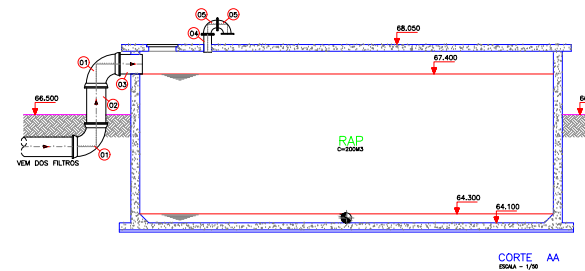 05 05
04
68.050
01
67.400
03
02
66.500
RAP
C=200M3
01
VEM DOS FILTROS
64.300
64.100
CORTE AA
ESCALA - 1/50